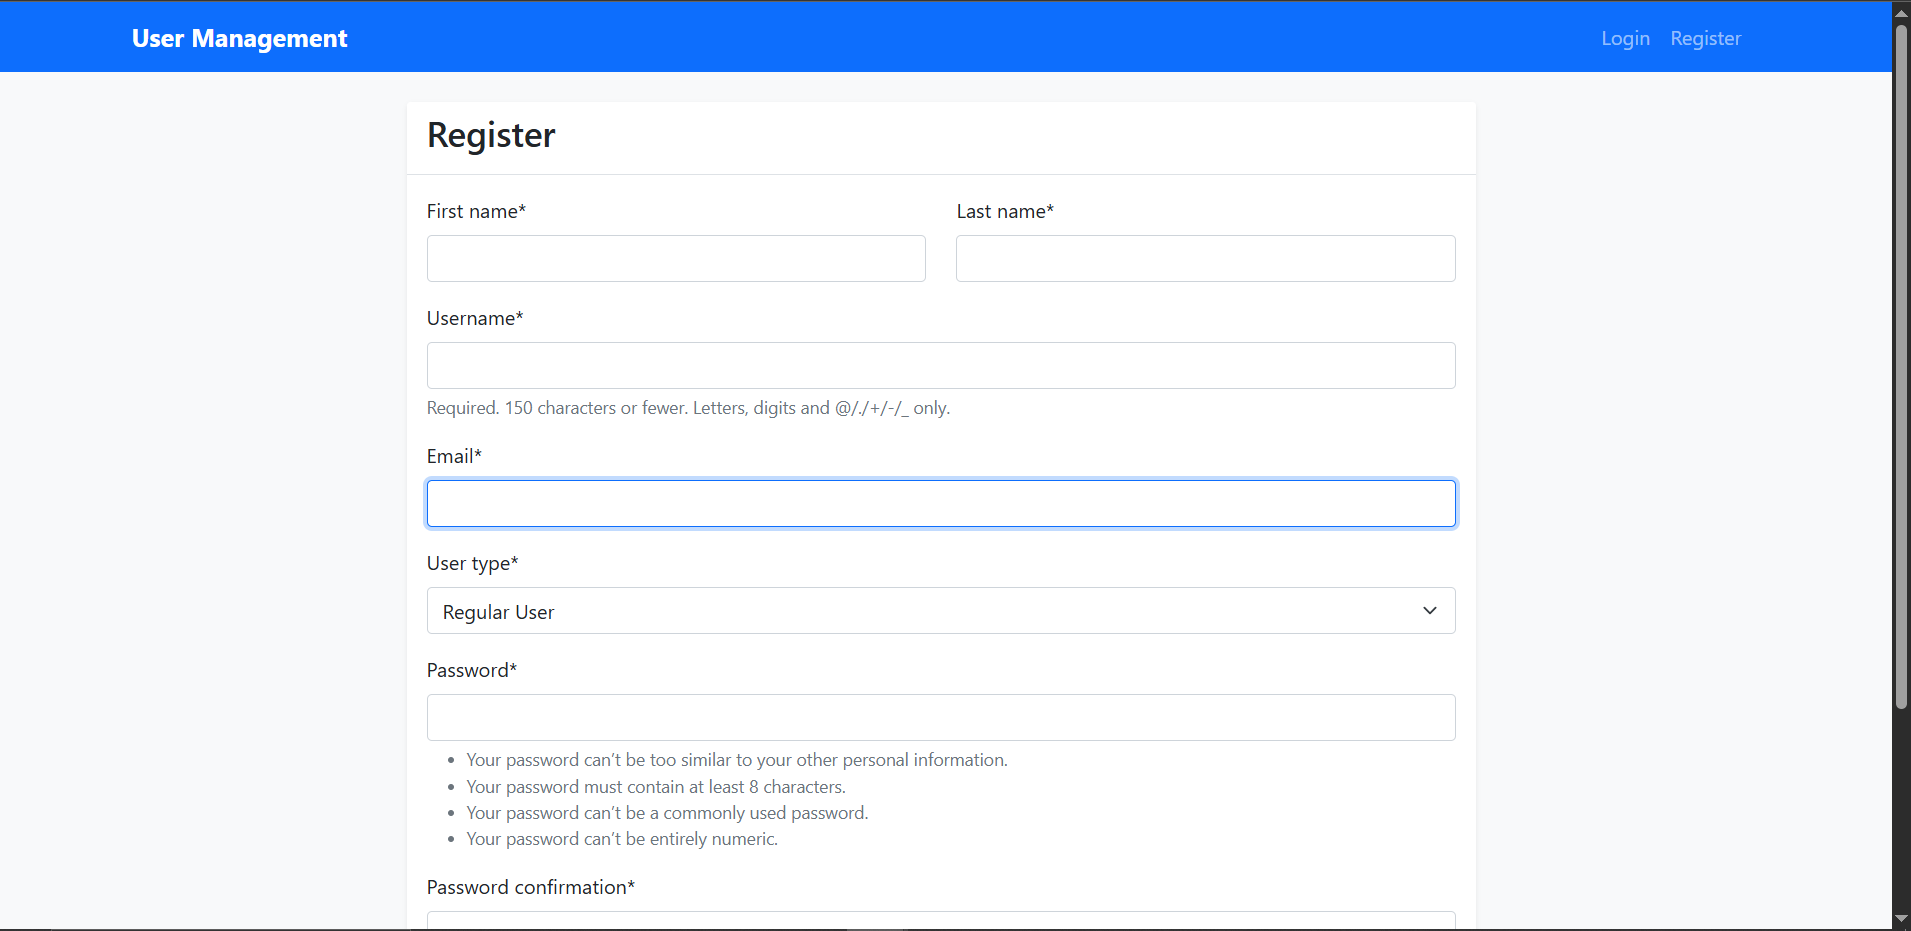 User Management
Login Register
Register
First name* Last name*
Username*
Required. 150 characters or fewer. Letters, digits and @/./+/-/_ only.
Email*
User type*
Regular User
Password*
Your password can’t be too similar to your other personal information.
Your password must contain at least 8 characters.
Your password can’t be a commonly used password.
Your password can’t be entirely numeric.
Password confirmation*